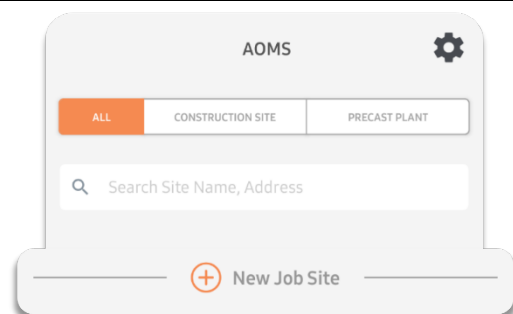 AOMS
ALL CONSTRUCTION SITE PRECAST PLANT
Search Site Name, Address
New Job Site